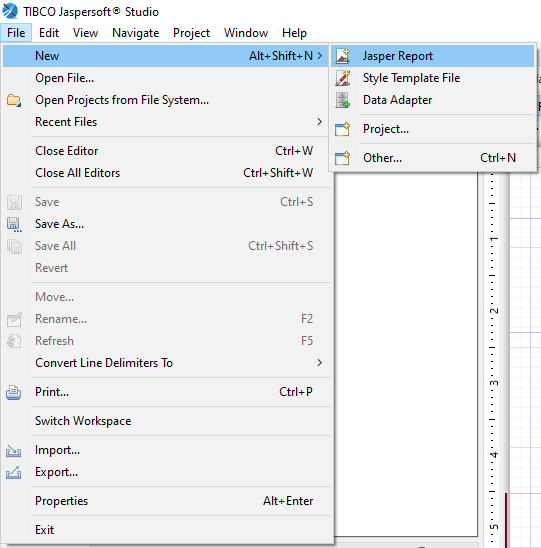 TIBCO Jaspersoft® Studio
File Edit View Navigate Project Window Help
New Alt+Shift+N >
Open File...
Open Projects from File System...
Recent Files >
Close Editor Ctrl+W
Close All Editors Ctrl+Shift+W
Save Ctrl+S
Save As...
Save All Ctrl+Shift+S
Revert
Move...
Rename... F2
Refresh F5
Convert Line Delimiters To >
Print... Ctrl+P
Switch Workspace
Import...
Export...
Properties Alt+Enter
Exit
Jasper Report
Style Template File
Data Adapter
Project...
Other... Ctrl+N
1
2
3
4
5